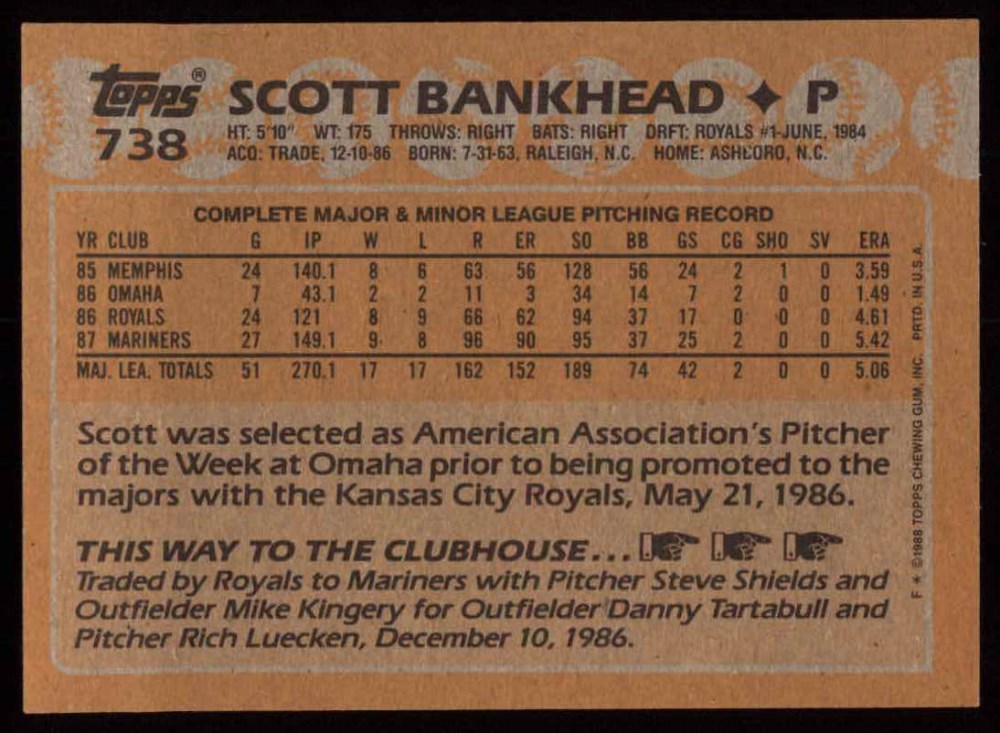 Topps® SCOTT BANKHEAD ✦ P
738 HT: 5'10" WT: 175 THROWS: RIGHT BATS: RIGHT DRFT: ROYALS #1-JUNE, 1984
ACQ: TRADE, 12-10-86 BORN: 7-31-63, RALEIGH, N.C. HOME: ASHBORO, N.C.
COMPLETE MAJOR & MINOR LEAGUE PITCHING RECORD
YR CLUB G IP W L R ER SO BB GS CG SHO SV ERA
85 MEMPHIS 24 140.1 8 6 63 56 128 56 24 2 1 0 3.59
86 OMAHA 7 43.1 2 2 11 3 34 14 7 2 0 0 1.49
86 ROYALS 24 121 8 9 66 62 94 37 17 0 0 0 4.61
87 MARINERS 27 149.1 9 8 96 90 95 37 25 2 0 0 5.42
MAJ. LEA. TOTALS 51 270.1 17 17 162 152 189 74 42 2 0 0 5.06
Scott was selected as American Association's Pitcher
of the Week at Omaha prior to being promoted to the
majors with the Kansas City Royals, May 21, 1986.
THIS WAY TO THE CLUBHOUSE...
Traded by Royals to Mariners with Pitcher Steve Shields and
Outfielder Mike Kingery for Outfielder Danny Tartabull and
Pitcher Rich Luecken, December 10, 1986.
F * ©1988 TOPPS CHEWING GUM, INC. PRTD. IN U.S.A.